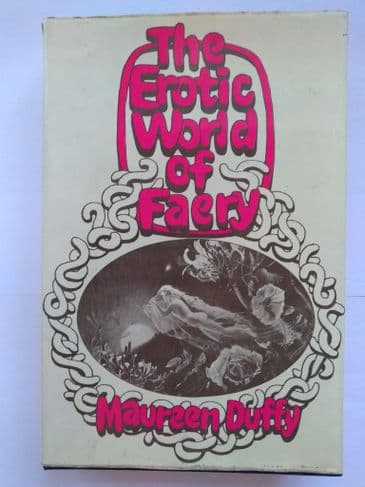 The
Erotic
World
of
Faery
Maureen Duffy